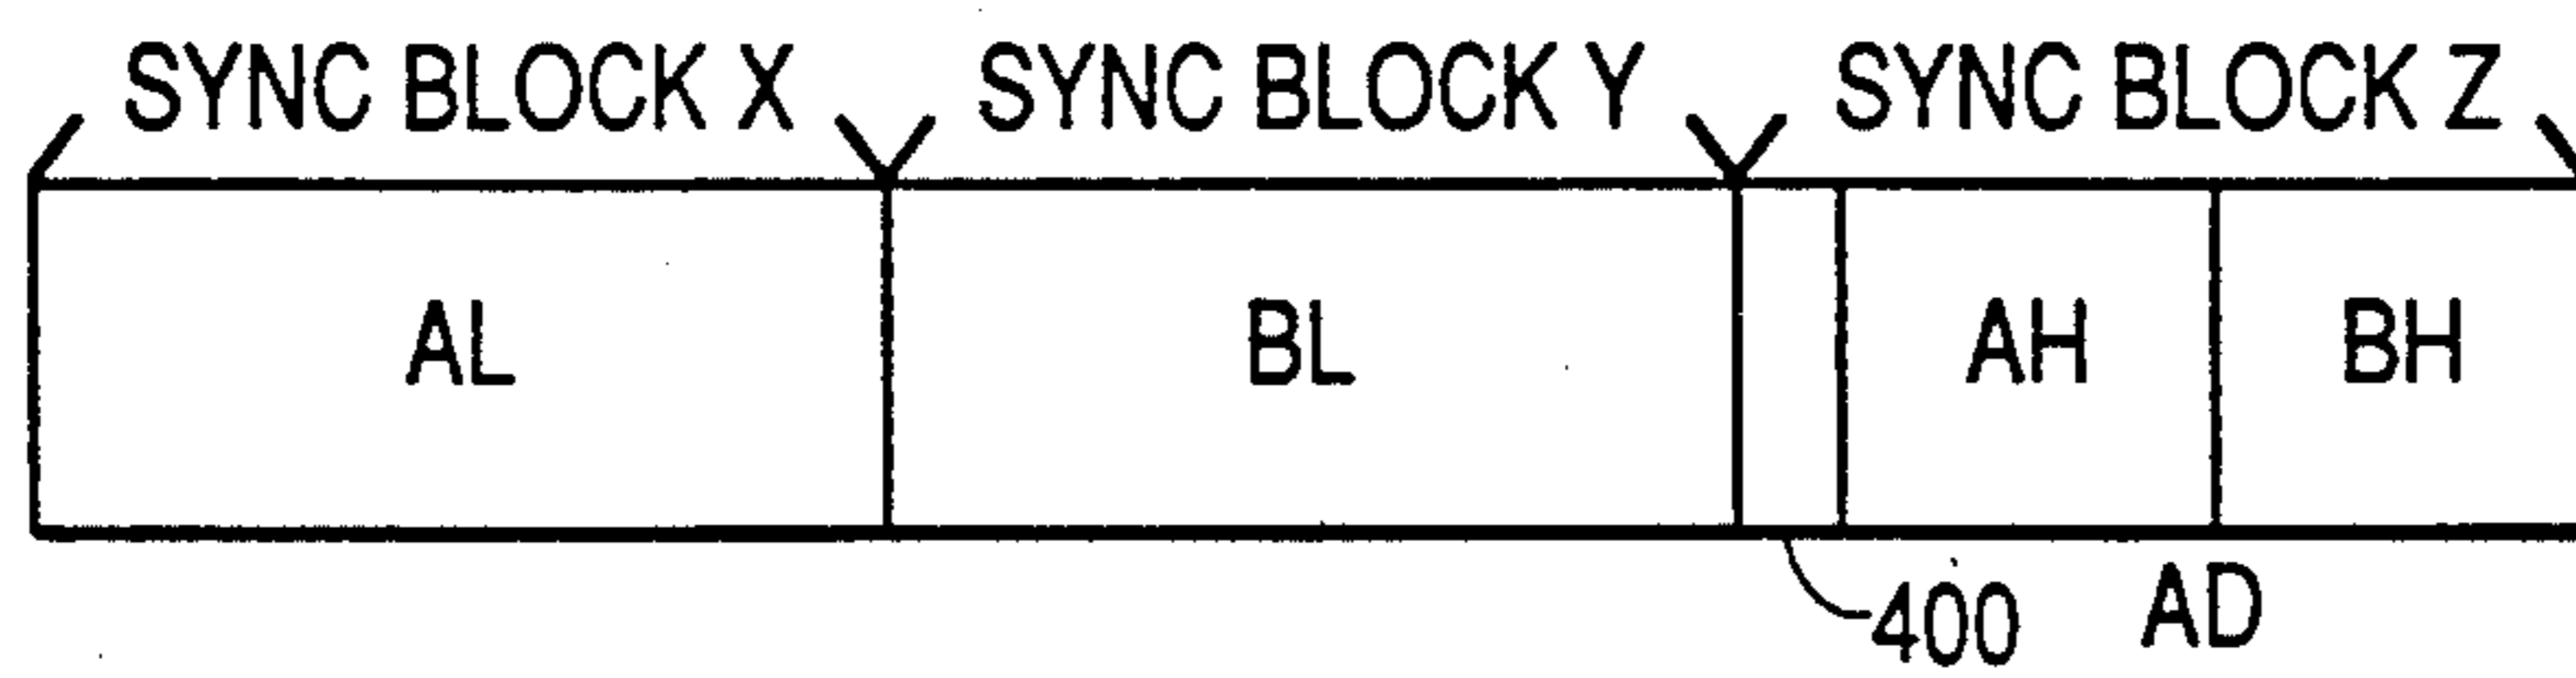 SYNC BLOCK X SYNC BLOCK Y SYNC BLOCK Z
AL BL AH BH
400 AD